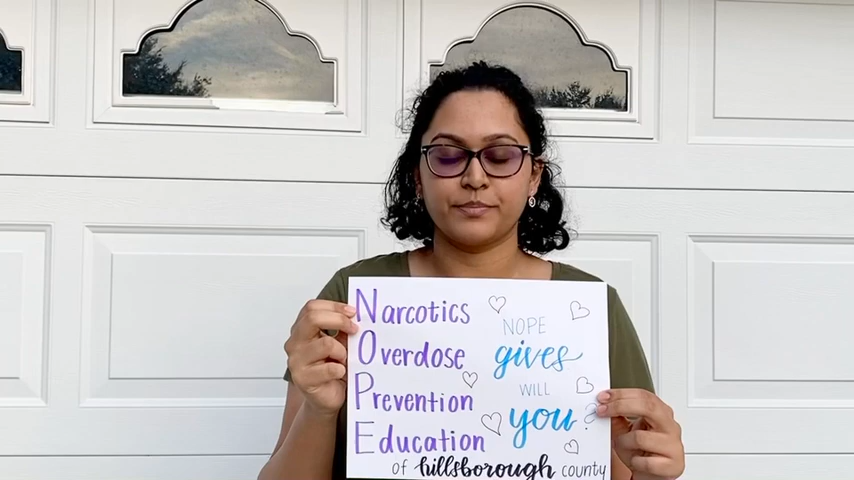 Narcotics
Overdose
Prevention
Education
NOPE
gives
WILL
you?
of hillsborough county